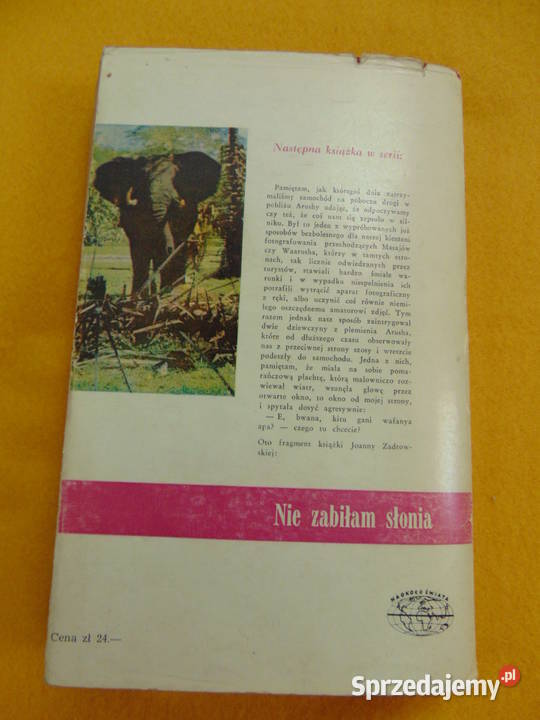 Następna książka w serii:
Pamiętam, jak któregoś dnia zatrzy-
maliśmy samochód na poboczu drogi w
pobliżu Arushy udając, że odpoczywamy
czy też, że coś nam się zepsuło w sil-
niku. Był to jeden z wypróbowanych już
sposobów bezbolesnego dla naszej kieszeni
fotografowania przechodzących Masajów
czy Waarusha, którzy w tamtych stro-
nach, tak licznie odwiedzanych przez
turystów, stawiali bardzo śmiałe wa-
runki i w wypadku niespełnienia ich
potrafili wytrącić aparat fotograficzny
z ręki, albo uczynić coś równie niemi-
łego oszczędnemu amatorowi zdjęć. Tym
razem jednak nasz sposób zaintrygował
dwie dziewczyny z plemienia Arusha,
które od dłuższego czasu obserwowały
nas z przeciwnej strony szosy i wreszcie
podeszły do samochodu. Jedna z nich,
pamiętam, że miała na sobie poma-
rańczową płachtę, którą malowniczo roz-
wiewał wiatr, wsunęła głowę przez
otwarte okno, to okno od mojej strony,
i spytała dosyć agresywnie:
— E, bwana, kitu gani wafanya
apa? — czego tu chcecie?
Oto fragment książki Joanny Zadrow-
skiej:
Nie zabiłam słonia
NAOKOŁO ŚWIATA
Cena zł 24.—
Sprzedajemy.pl